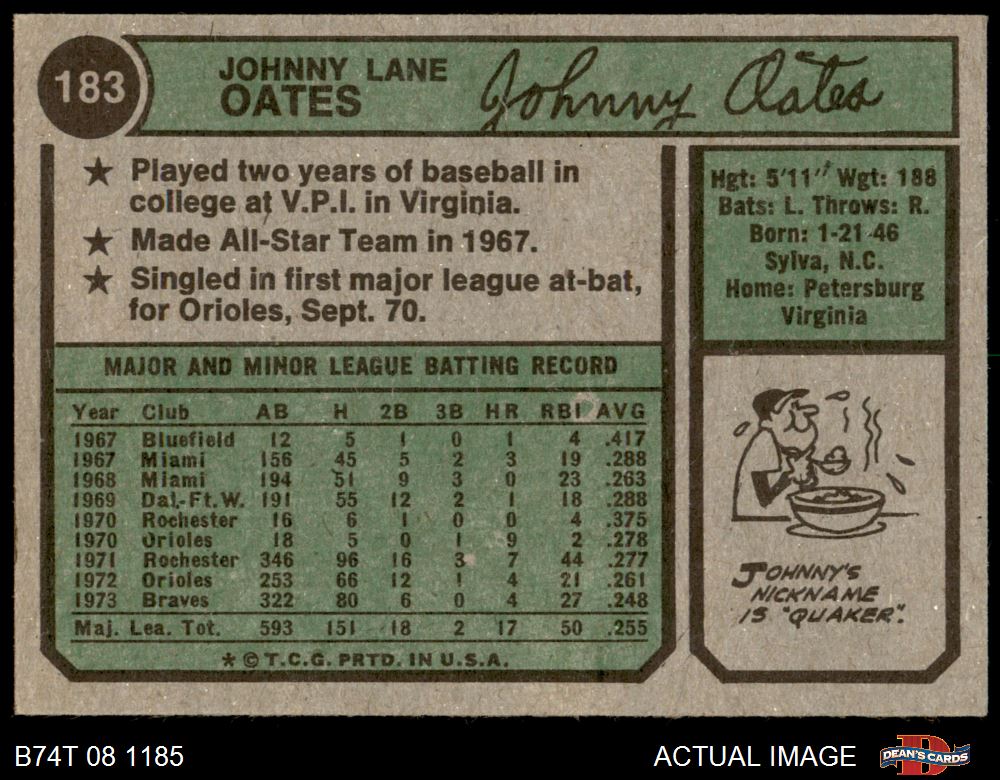 183
JOHNNY LANE
OATES
Johnny Oates
★ Played two years of baseball in
college at V.P.I. in Virginia.
★ Made All-Star Team in 1967.
★ Singled in first major league at-bat,
for Orioles, Sept. 70.
Hgt: 5'11" Wgt: 188
Bats: L. Throws: R.
Born: 1-21-46
Sylva, N.C.
Home: Petersburg
Virginia
MAJOR AND MINOR LEAGUE BATTING RECORD
Year Club AB H 2B 3B HR RBI AVG
1967 Bluefield 12 5 1 0 1 4 .417
1967 Miami 156 45 5 2 3 19 .288
1968 Miami 194 51 9 3 0 23 .263
1969 Dal.-Ft.W. 191 55 12 2 1 18 .288
1970 Rochester 16 6 1 0 0 4 .375
1970 Orioles 18 5 0 1 9 2 .278
1971 Rochester 346 96 16 3 7 44 .277
1972 Orioles 253 66 12 1 4 21 .261
1973 Braves 322 80 6 0 4 27 .248
Maj. Lea. Tot. 593 151 18 2 17 50 .255
* © T.C.G. PRTD. IN U.S.A.
JOHNNY'S
NICKNAME
IS "QUAKER".
B74T 08 1185
ACTUAL IMAGE
DEAN'S CARDS